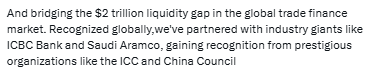 And bridging the $2 trillion liquidity gap in the global trade finance
market. Recognized globally,we've partnered with industry giants like
ICBC Bank and Saudi Aramco, gaining recognition from prestigious
organizations like the ICC and China Council